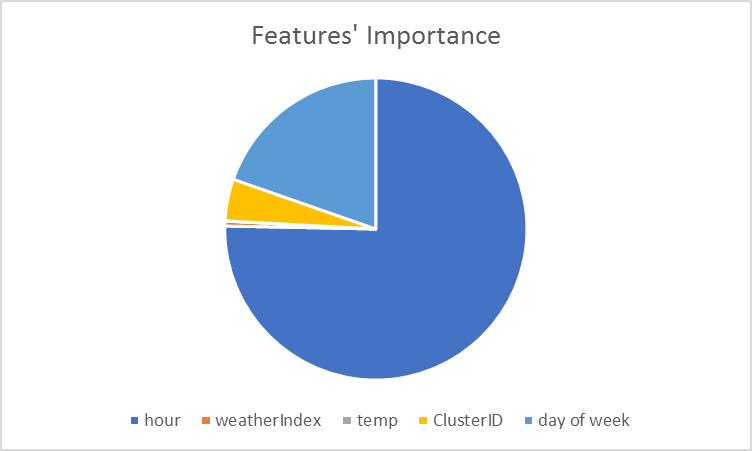 Features' Importance
hour weatherIndex temp ClusterID day of week